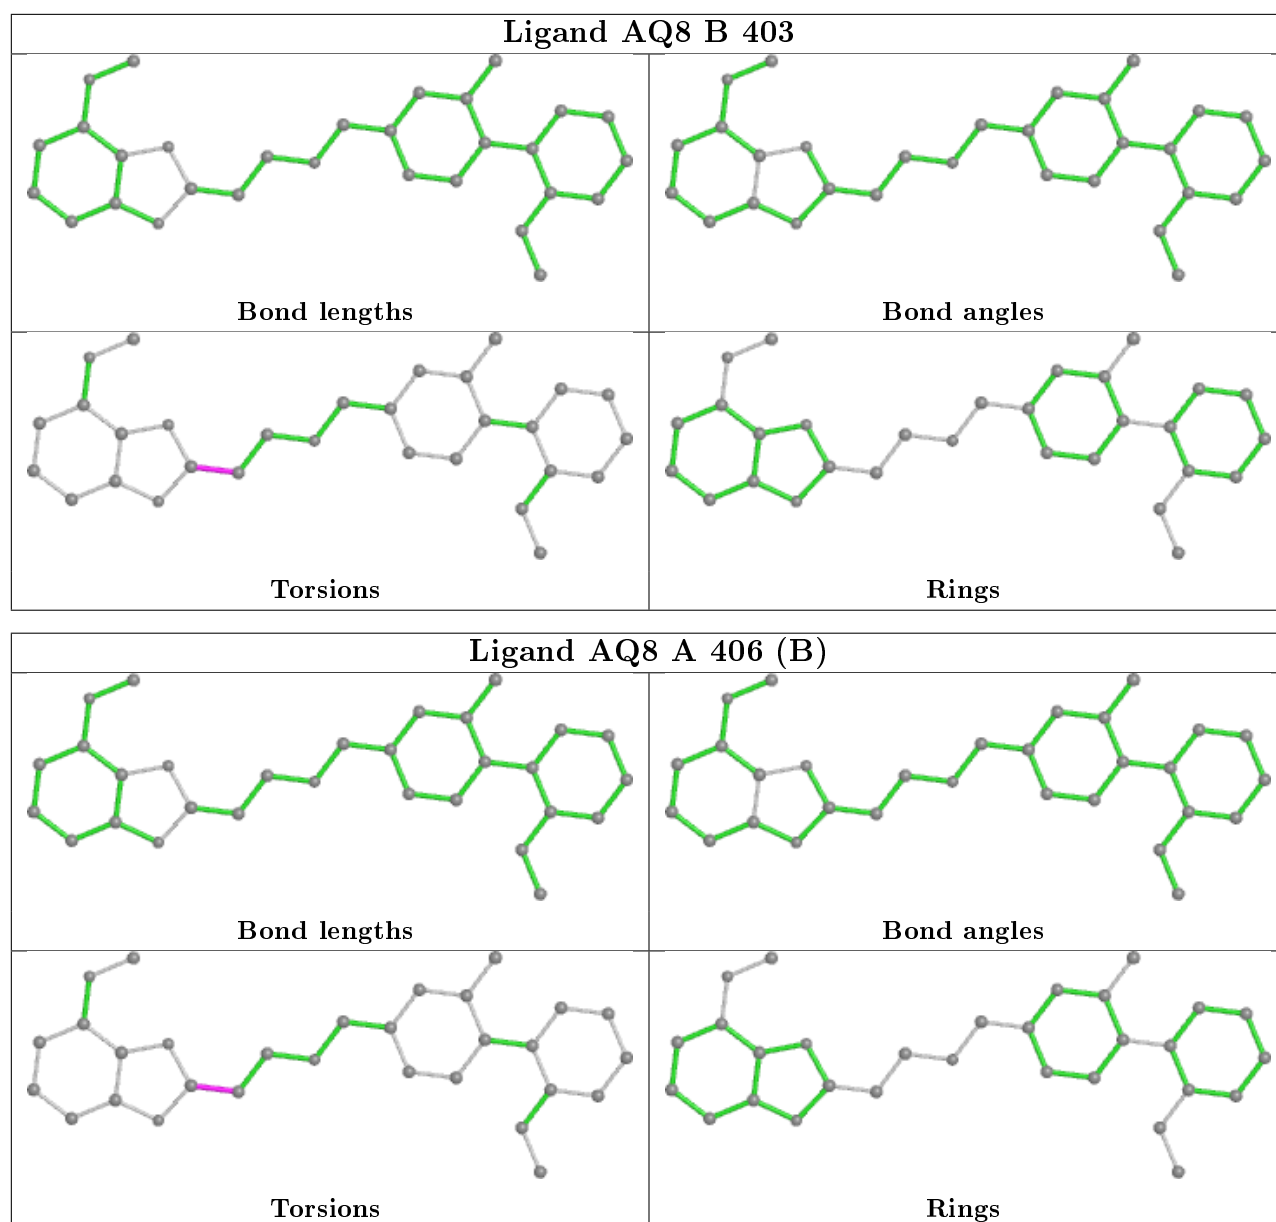 Ligand AQ8 B 403
Bond lengths
Bond angles
Torsions
Rings
Ligand AQ8 A 406 (B)
Bond lengths
Bond angles
Torsions
Rings